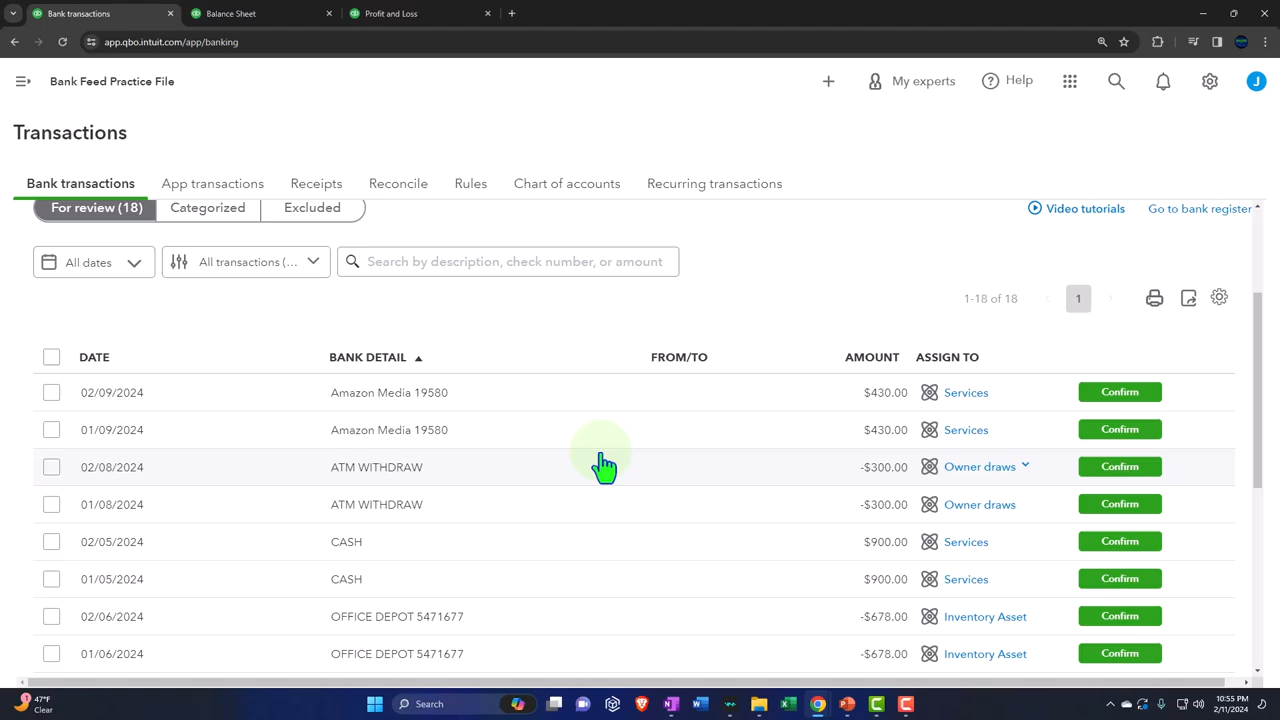 Bank transactions Balance Sheet Profit and Loss
app.qbo.intuit.com/app/banking
Bank Feed Practice File My experts Help J
Transactions
Bank transactions App transactions Receipts Reconcile Rules Chart of accounts Recurring transactions
For review (18) Categorized Excluded Video tutorials Go to bank register
All dates All transactions (... Search by description, check number, or amount
1-18 of 18 1
DATE BANK DETAIL FROM/TO AMOUNT ASSIGN TO
02/09/2024 Amazon Media 19580 $430.00 Services Confirm
01/09/2024 Amazon Media 19580 $430.00 Services Confirm
02/08/2024 ATM WITHDRAW -$300.00 Owner draws Confirm
01/08/2024 ATM WITHDRAW -$300.00 Owner draws Confirm
02/05/2024 CASH $900.00 Services Confirm
01/05/2024 CASH $900.00 Services Confirm
02/06/2024 OFFICE DEPOT 5471677 -$678.00 Inventory Asset Confirm
01/06/2024 OFFICE DEPOT 5471677 -$678.00 Inventory Asset Confirm
47°F Search 10:55 PM
Clear 2/11/2024